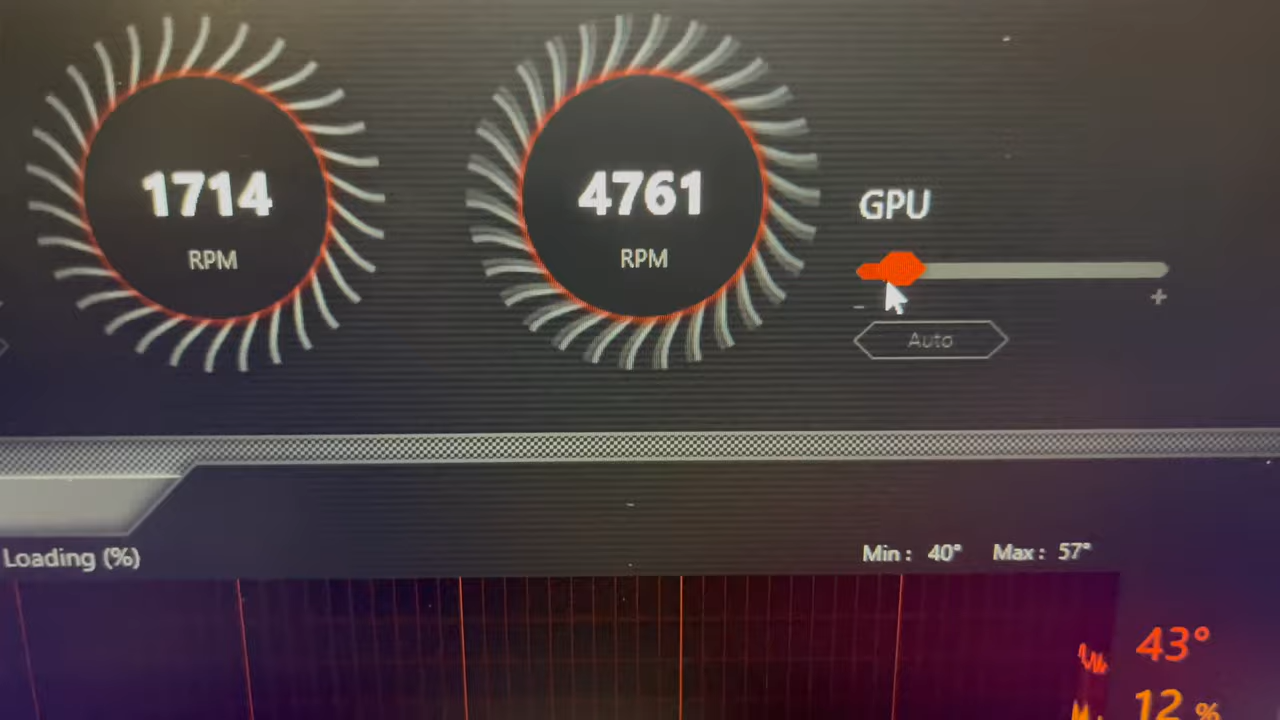 1714
RPM
4761
RPM
GPU
- +
Auto
Loading (%)
Min : 40° Max : 57°
43°
12 %